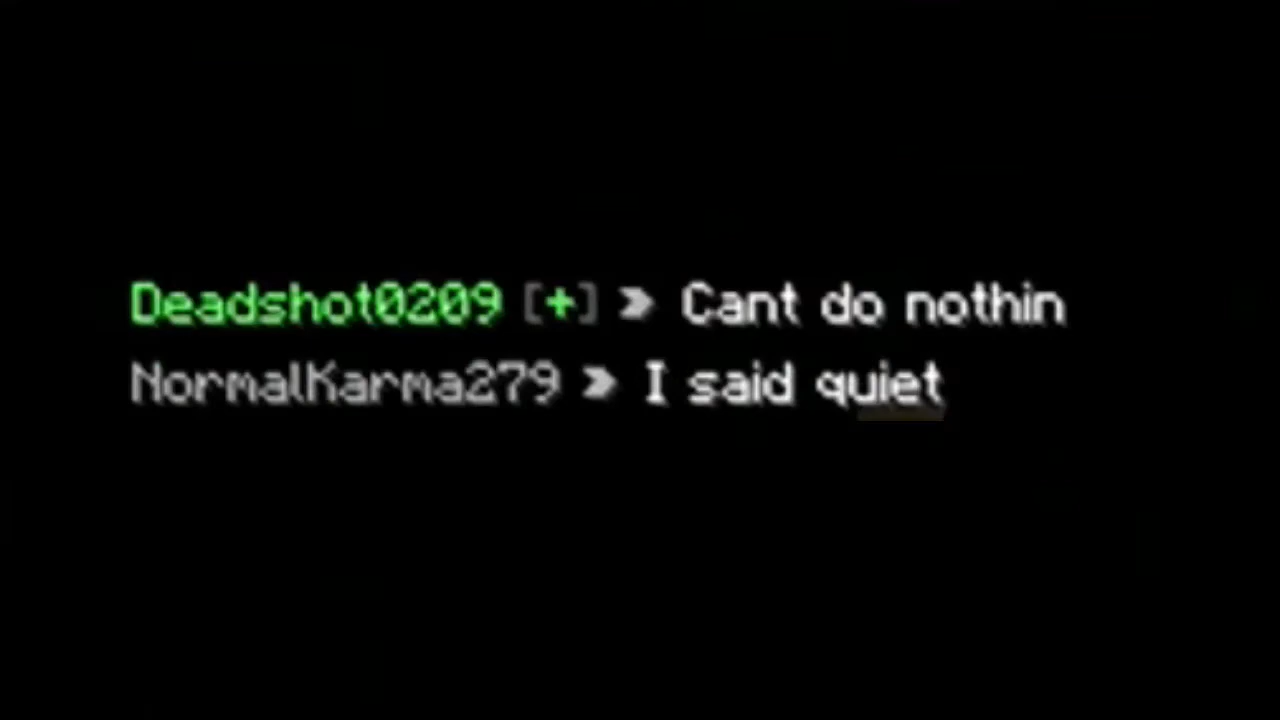 Deadshot0209 [+] » Cant do nothin
NormalKarma279 » I said quiet